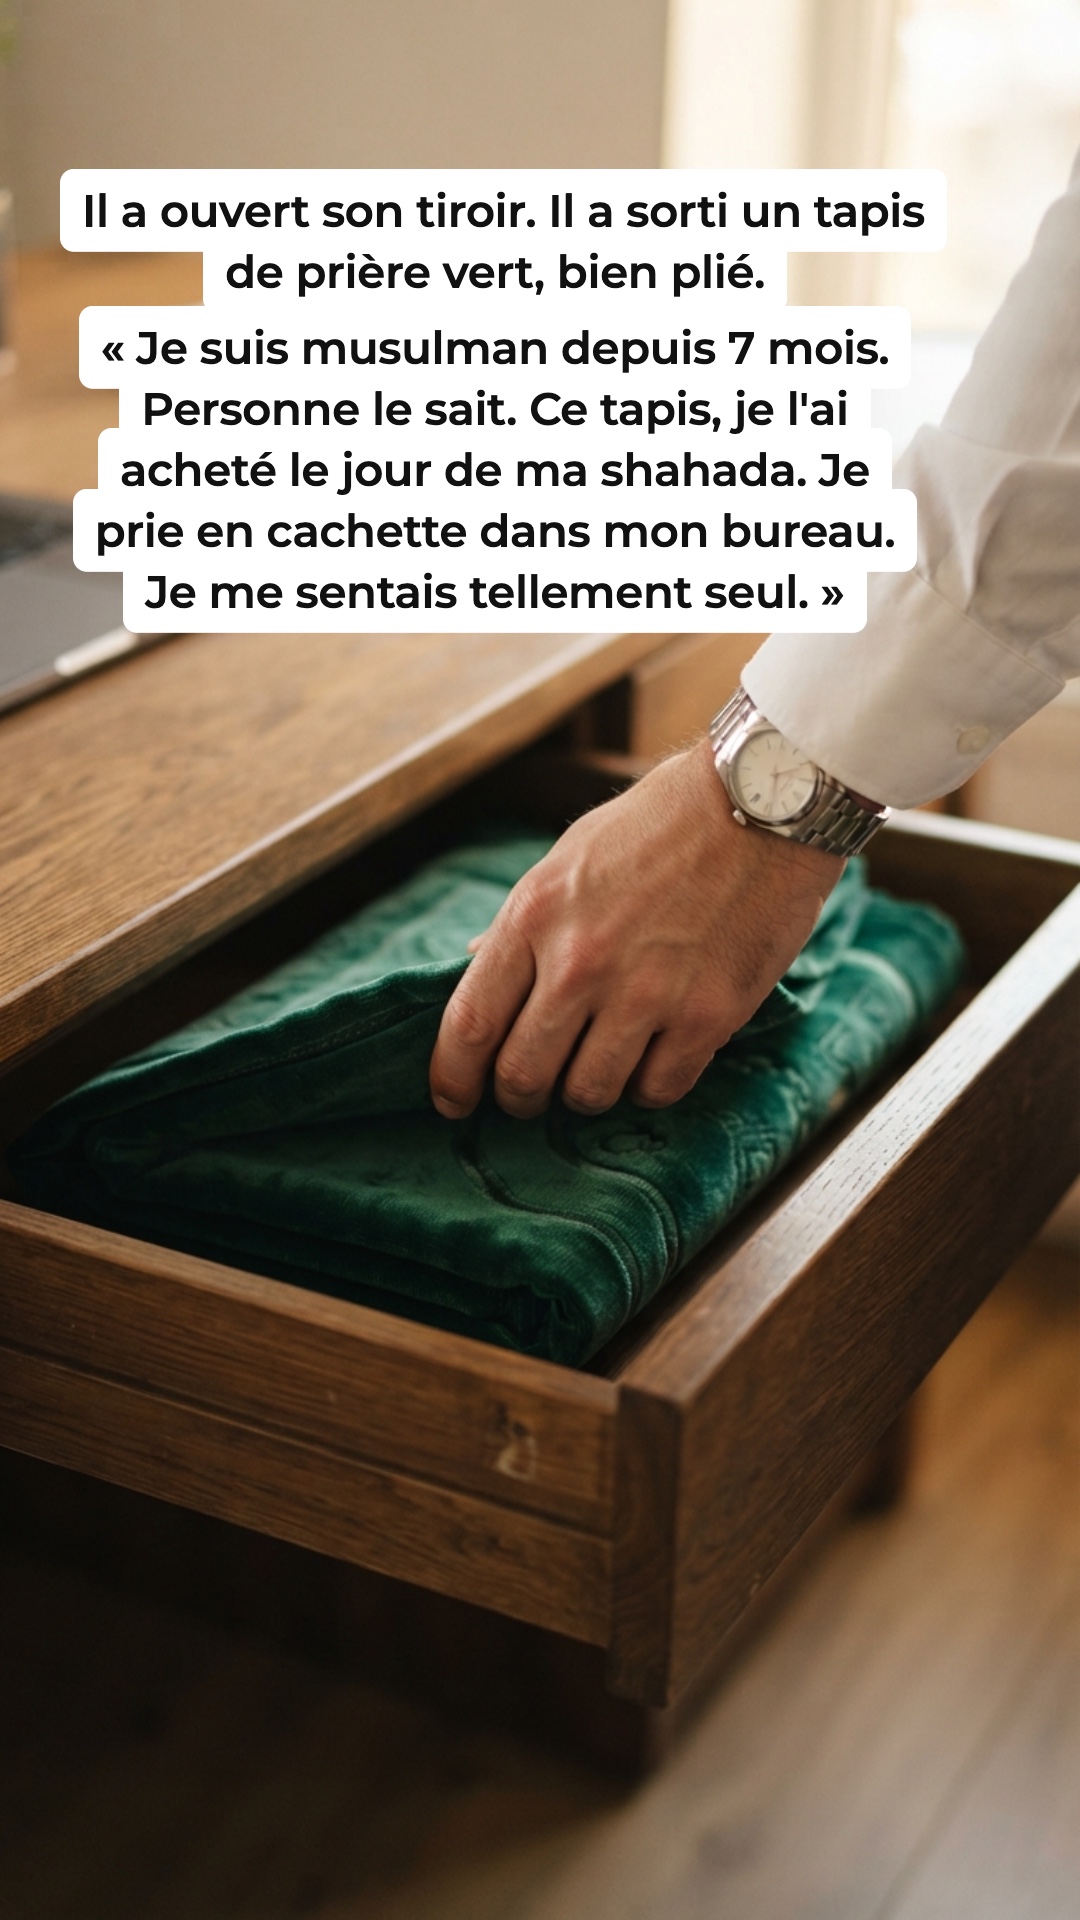 Il a ouvert son tiroir. Il a sorti un tapis
de prière vert, bien plié.
« Je suis musulman depuis 7 mois.
Personne le sait. Ce tapis, je l'ai
acheté le jour de ma shahada. Je
prie en cachette dans mon bureau.
Je me sentais tellement seul. »